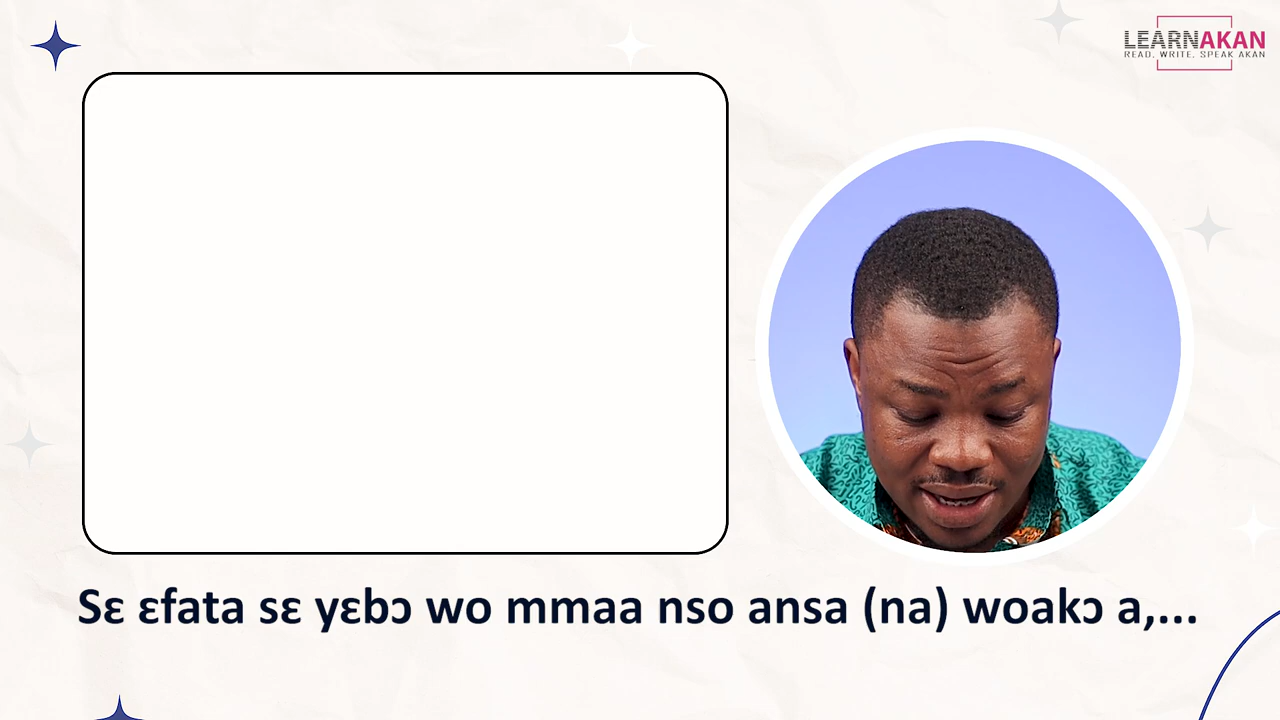 LEARNAKAN
READ. WRITE. SPEAK AKAN
Sɛ ɛfata sɛ yɛbɔ wo mmaa nso ansa (na) woakɔ a,...